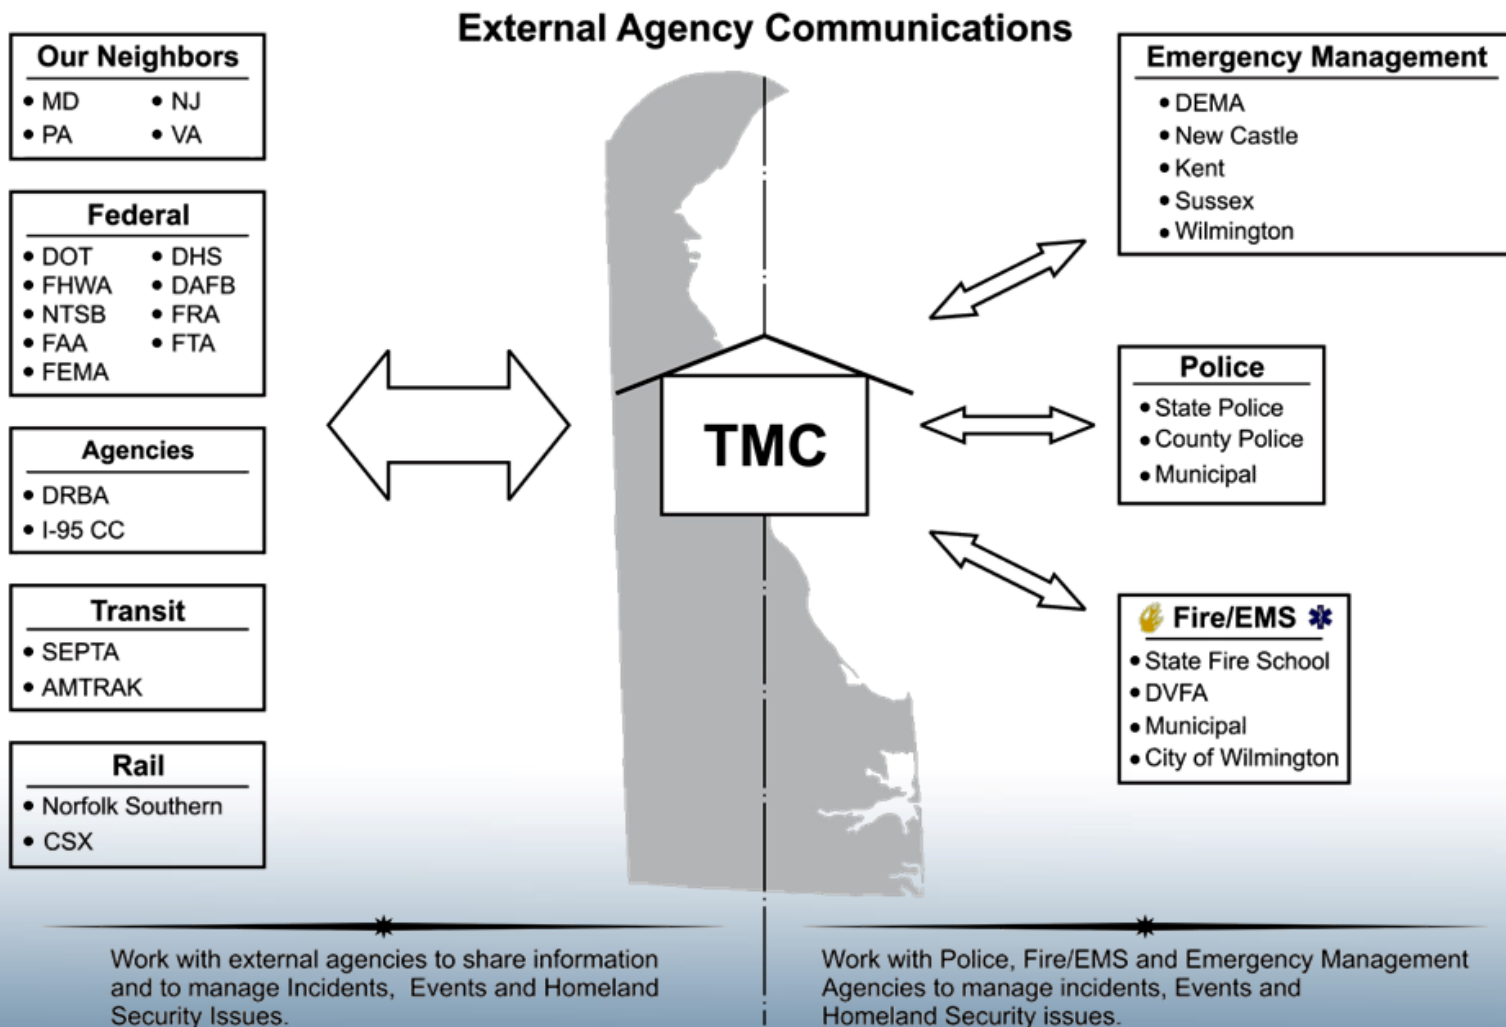 External Agency Communications
Our Neighbors
• MD • NJ
• PA • VA
Federal
• DOT • DHS
• FHWA • DAFB
• NTSB • FRA
• FAA • FTA
• FEMA
Agencies
• DRBA
• I-95 CC
Transit
• SEPTA
• AMTRAK
Rail
• Norfolk Southern
• CSX
TMC
Emergency Management
• DEMA
• New Castle
• Kent
• Sussex
• Wilmington
Police
• State Police
• County Police
• Municipal
Fire/EMS
• State Fire School
• DVFA
• Municipal
• City of Wilmington
Work with external agencies to share information
and to manage Incidents, Events and Homeland
Security Issues.
Work with Police, Fire/EMS and Emergency Management
Agencies to manage incidents, Events and
Homeland Security issues.